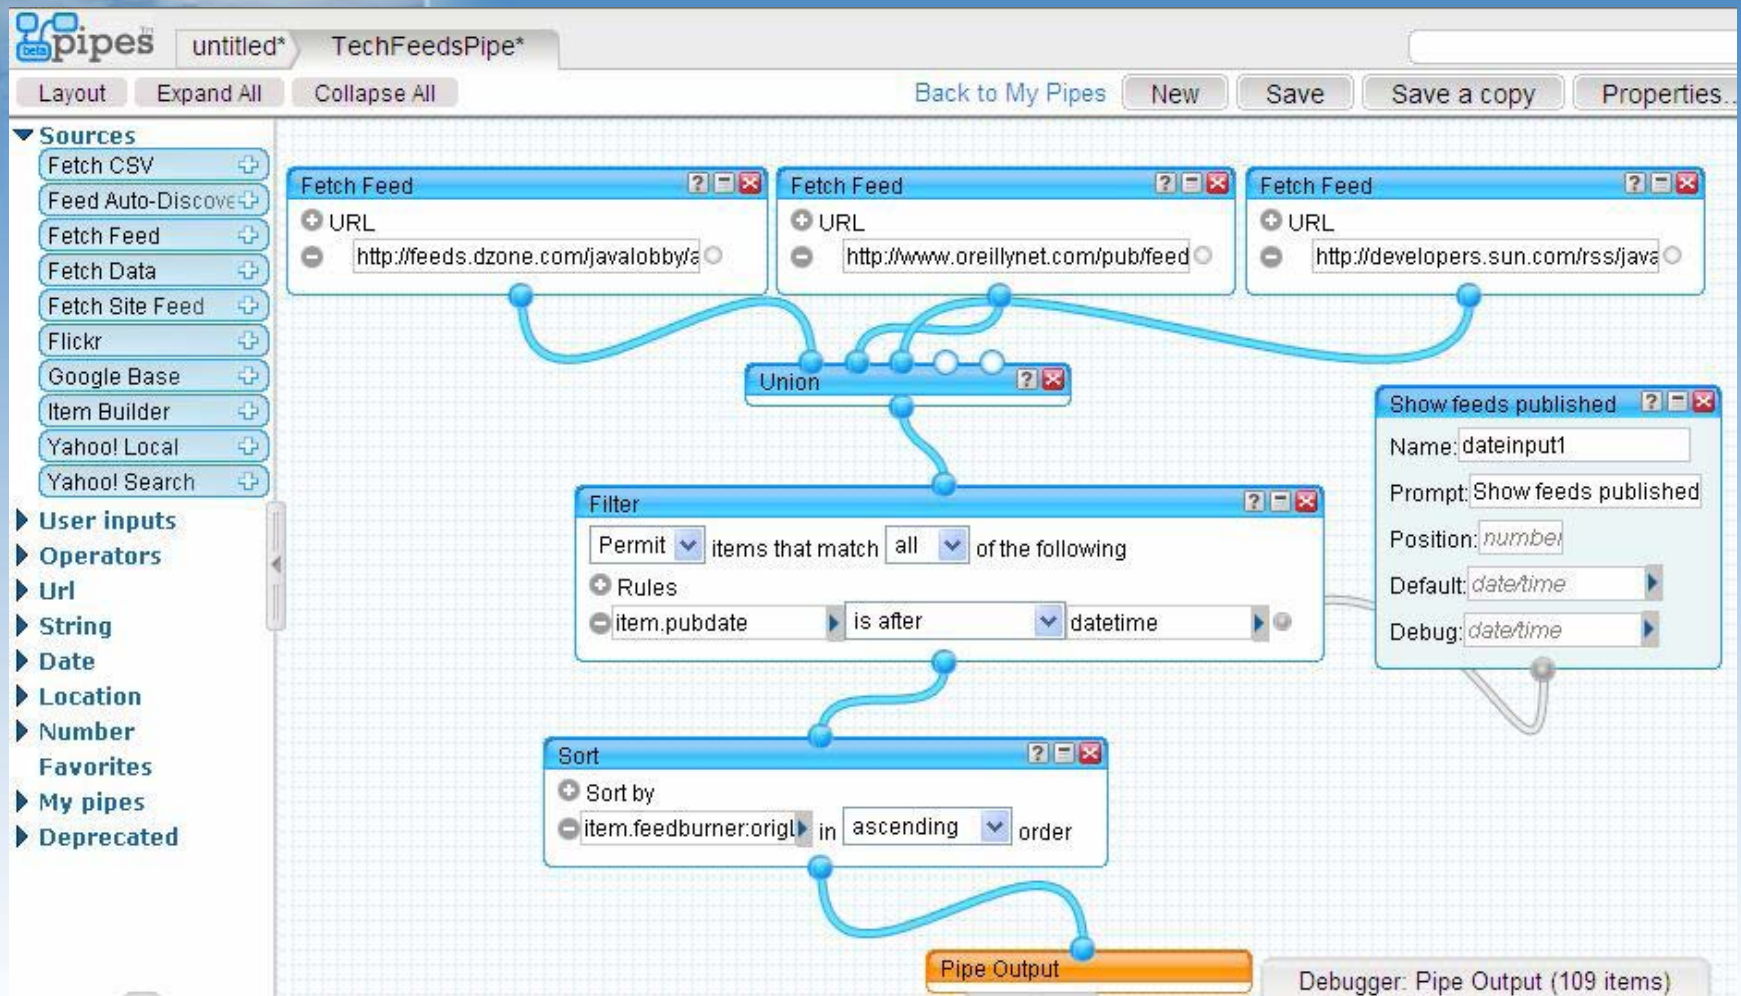 pipes™
beta
untitled*
TechFeedsPipe*
Layout
Expand All
Collapse All
Back to My Pipes
New
Save
Save a copy
Properties..
Sources
Fetch CSV
Feed Auto-Discove
Fetch Feed
Fetch Data
Fetch Site Feed
Flickr
Google Base
Item Builder
Yahoo! Local
Yahoo! Search
User inputs
Operators
Url
String
Date
Location
Number
Favorites
My pipes
Deprecated
Fetch Feed
URL
http://feeds.dzone.com/javalobby/a
Fetch Feed
URL
http://www.oreillynet.com/pub/feed
Fetch Feed
URL
http://developers.sun.com/rss/java
Union
Show feeds published
Name: dateinput1
Prompt: Show feeds published
Position: number
Default: date/time
Debug: date/time
Filter
Permit items that match all of the following
Rules
item.pubdate is after datetime
Sort
Sort by
item.feedburner:origL in ascending order
Pipe Output
Debugger: Pipe Output (109 items)